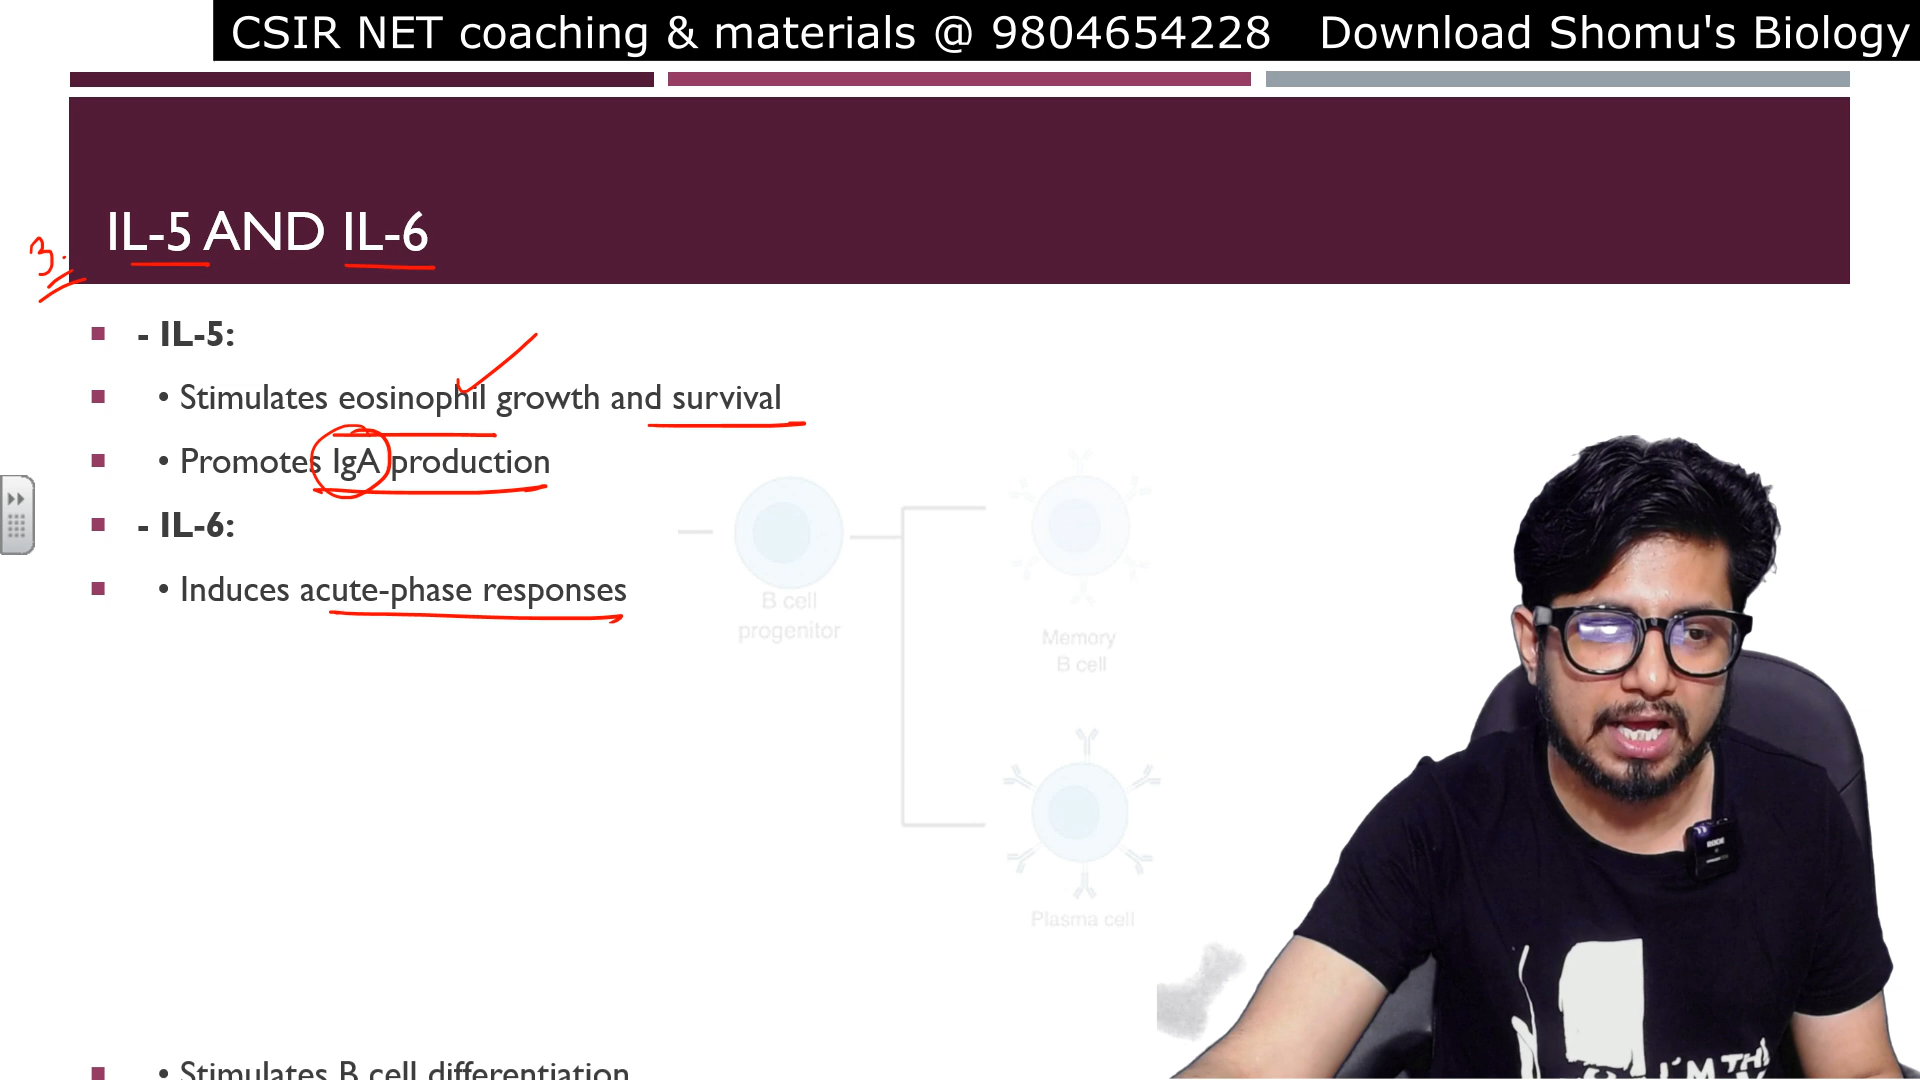 CSIR NET coaching & materials @ 9804654228 Download Shomu's Biology
IL-5 AND IL-6
3.
- IL-5:
• Stimulates eosinophil growth and survival
• Promotes IgA production
- IL-6:
• Induces acute-phase responses
B cell
progenitor
Memory
B cell
Plasma cell
• Stimulates B cell differentiation
RODE
I'M TH